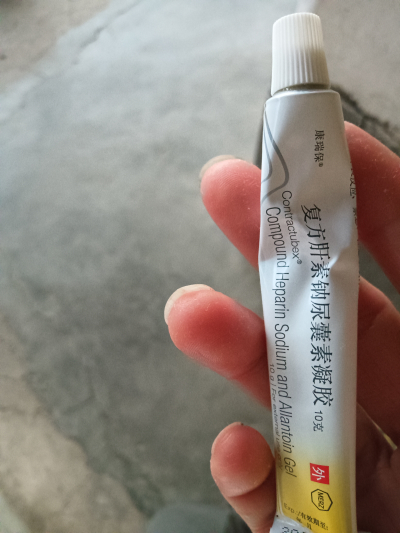 康瑞保®
复方肝素钠尿囊素凝胶 10克
Contractubex®
Compound Heparin Sodium and Allantoin Gel
外
MERZ